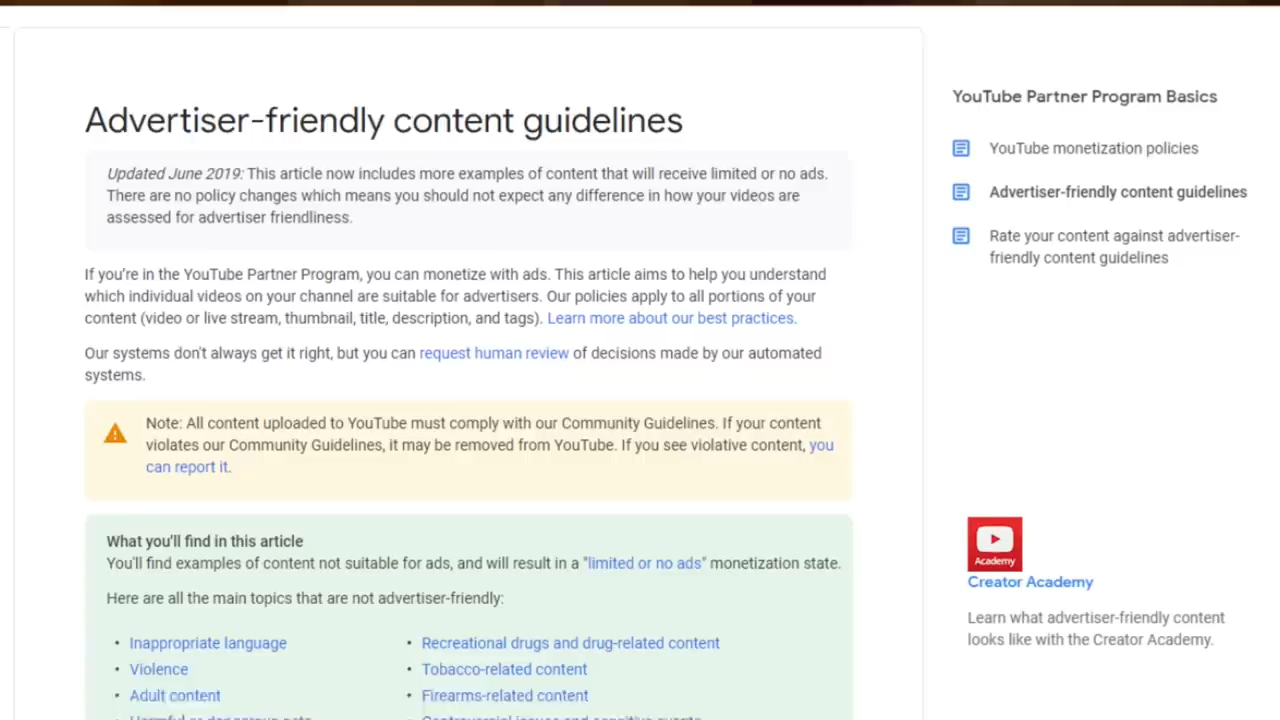 Advertiser-friendly content guidelines
Updated June 2019: This article now includes more examples of content that will receive limited or no ads.
There are no policy changes which means you should not expect any difference in how your videos are
assessed for advertiser friendliness.
If you're in the YouTube Partner Program, you can monetize with ads. This article aims to help you understand
which individual videos on your channel are suitable for advertisers. Our policies apply to all portions of your
content (video or live stream, thumbnail, title, description, and tags). Learn more about our best practices.
Our systems don't always get it right, but you can request human review of decisions made by our automated
systems.
Note: All content uploaded to YouTube must comply with our Community Guidelines. If your content
violates our Community Guidelines, it may be removed from YouTube. If you see violative content, you
can report it.
What you'll find in this article
You'll find examples of content not suitable for ads, and will result in a "limited or no ads" monetization state.
Here are all the main topics that are not advertiser-friendly:
• Inappropriate language
• Violence
• Adult content
• Recreational drugs and drug-related content
• Tobacco-related content
• Firearms-related content
YouTube Partner Program Basics
YouTube monetization policies
Advertiser-friendly content guidelines
Rate your content against advertiser-
friendly content guidelines
Academy
Creator Academy
Learn what advertiser-friendly content
looks like with the Creator Academy.